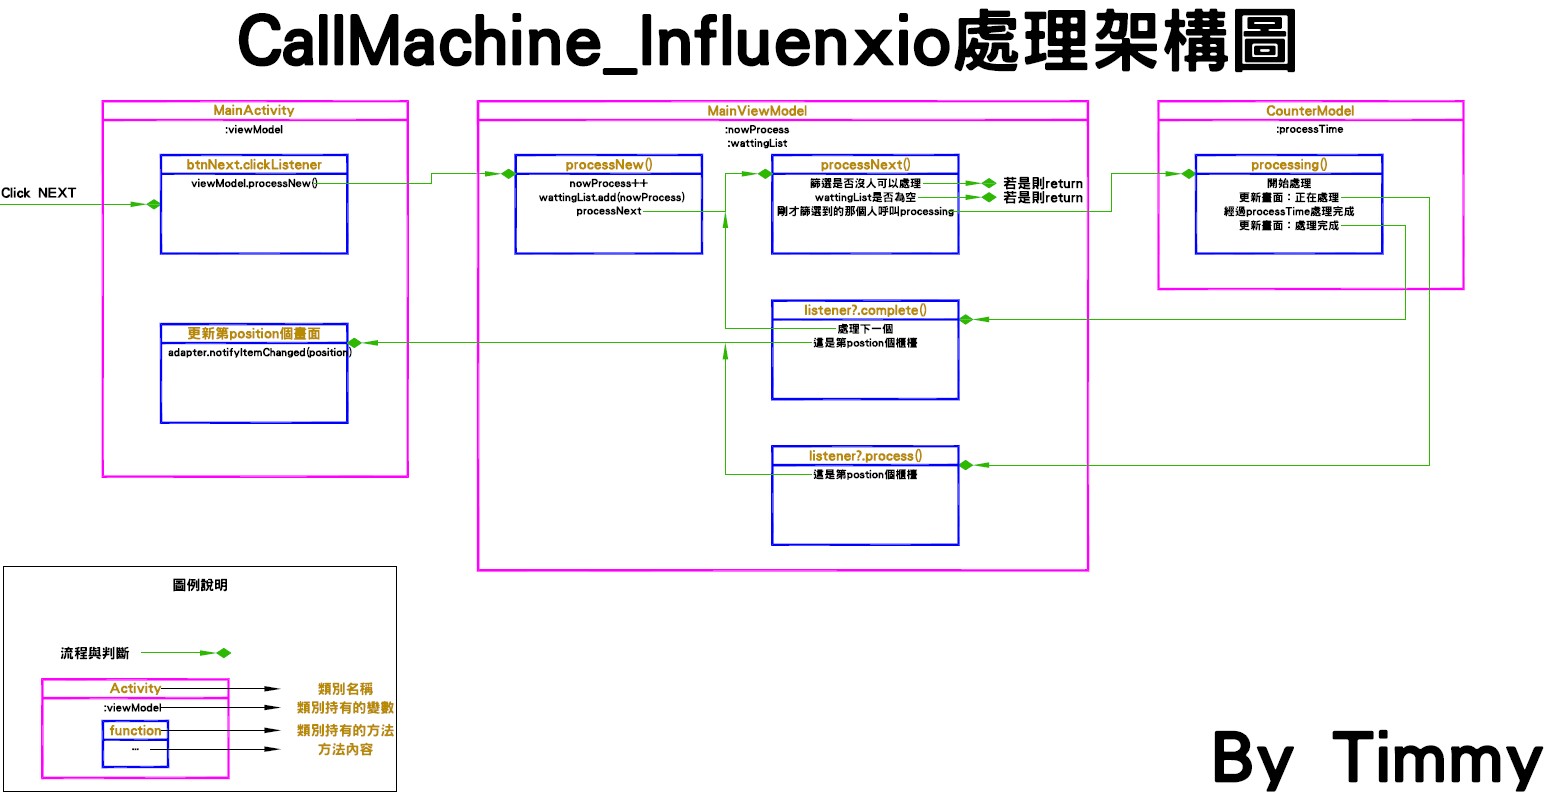 CallMachine_Influenxio處理架構圖
MainActivity
:viewModel
btnNext.clickListener
viewModel.processNew()
Click NEXT
更新第position個畫面
adapter.notifyItemChanged(position)
MainViewModel
:nowProcess
:wattingList
processNew()
nowProcess++
wattingList.add(nowProcess)
processNext
processNext()
篩選是否沒人可以處理
若是則return
wattingList是否為空
若是則return
剛才篩選到的那個人呼叫processing
listener?.complete()
處理下一個
這是第postion個櫃檯
listener?.process()
這是第postion個櫃檯
CounterModel
:processTime
processing()
開始處理
更新畫面：正在處理
經過processTime處理完成
更新畫面：處理完成
圖例說明
流程與判斷
Activity
類別名稱
:viewModel
類別持有的變數
function
類別持有的方法
...
方法內容
By Timmy